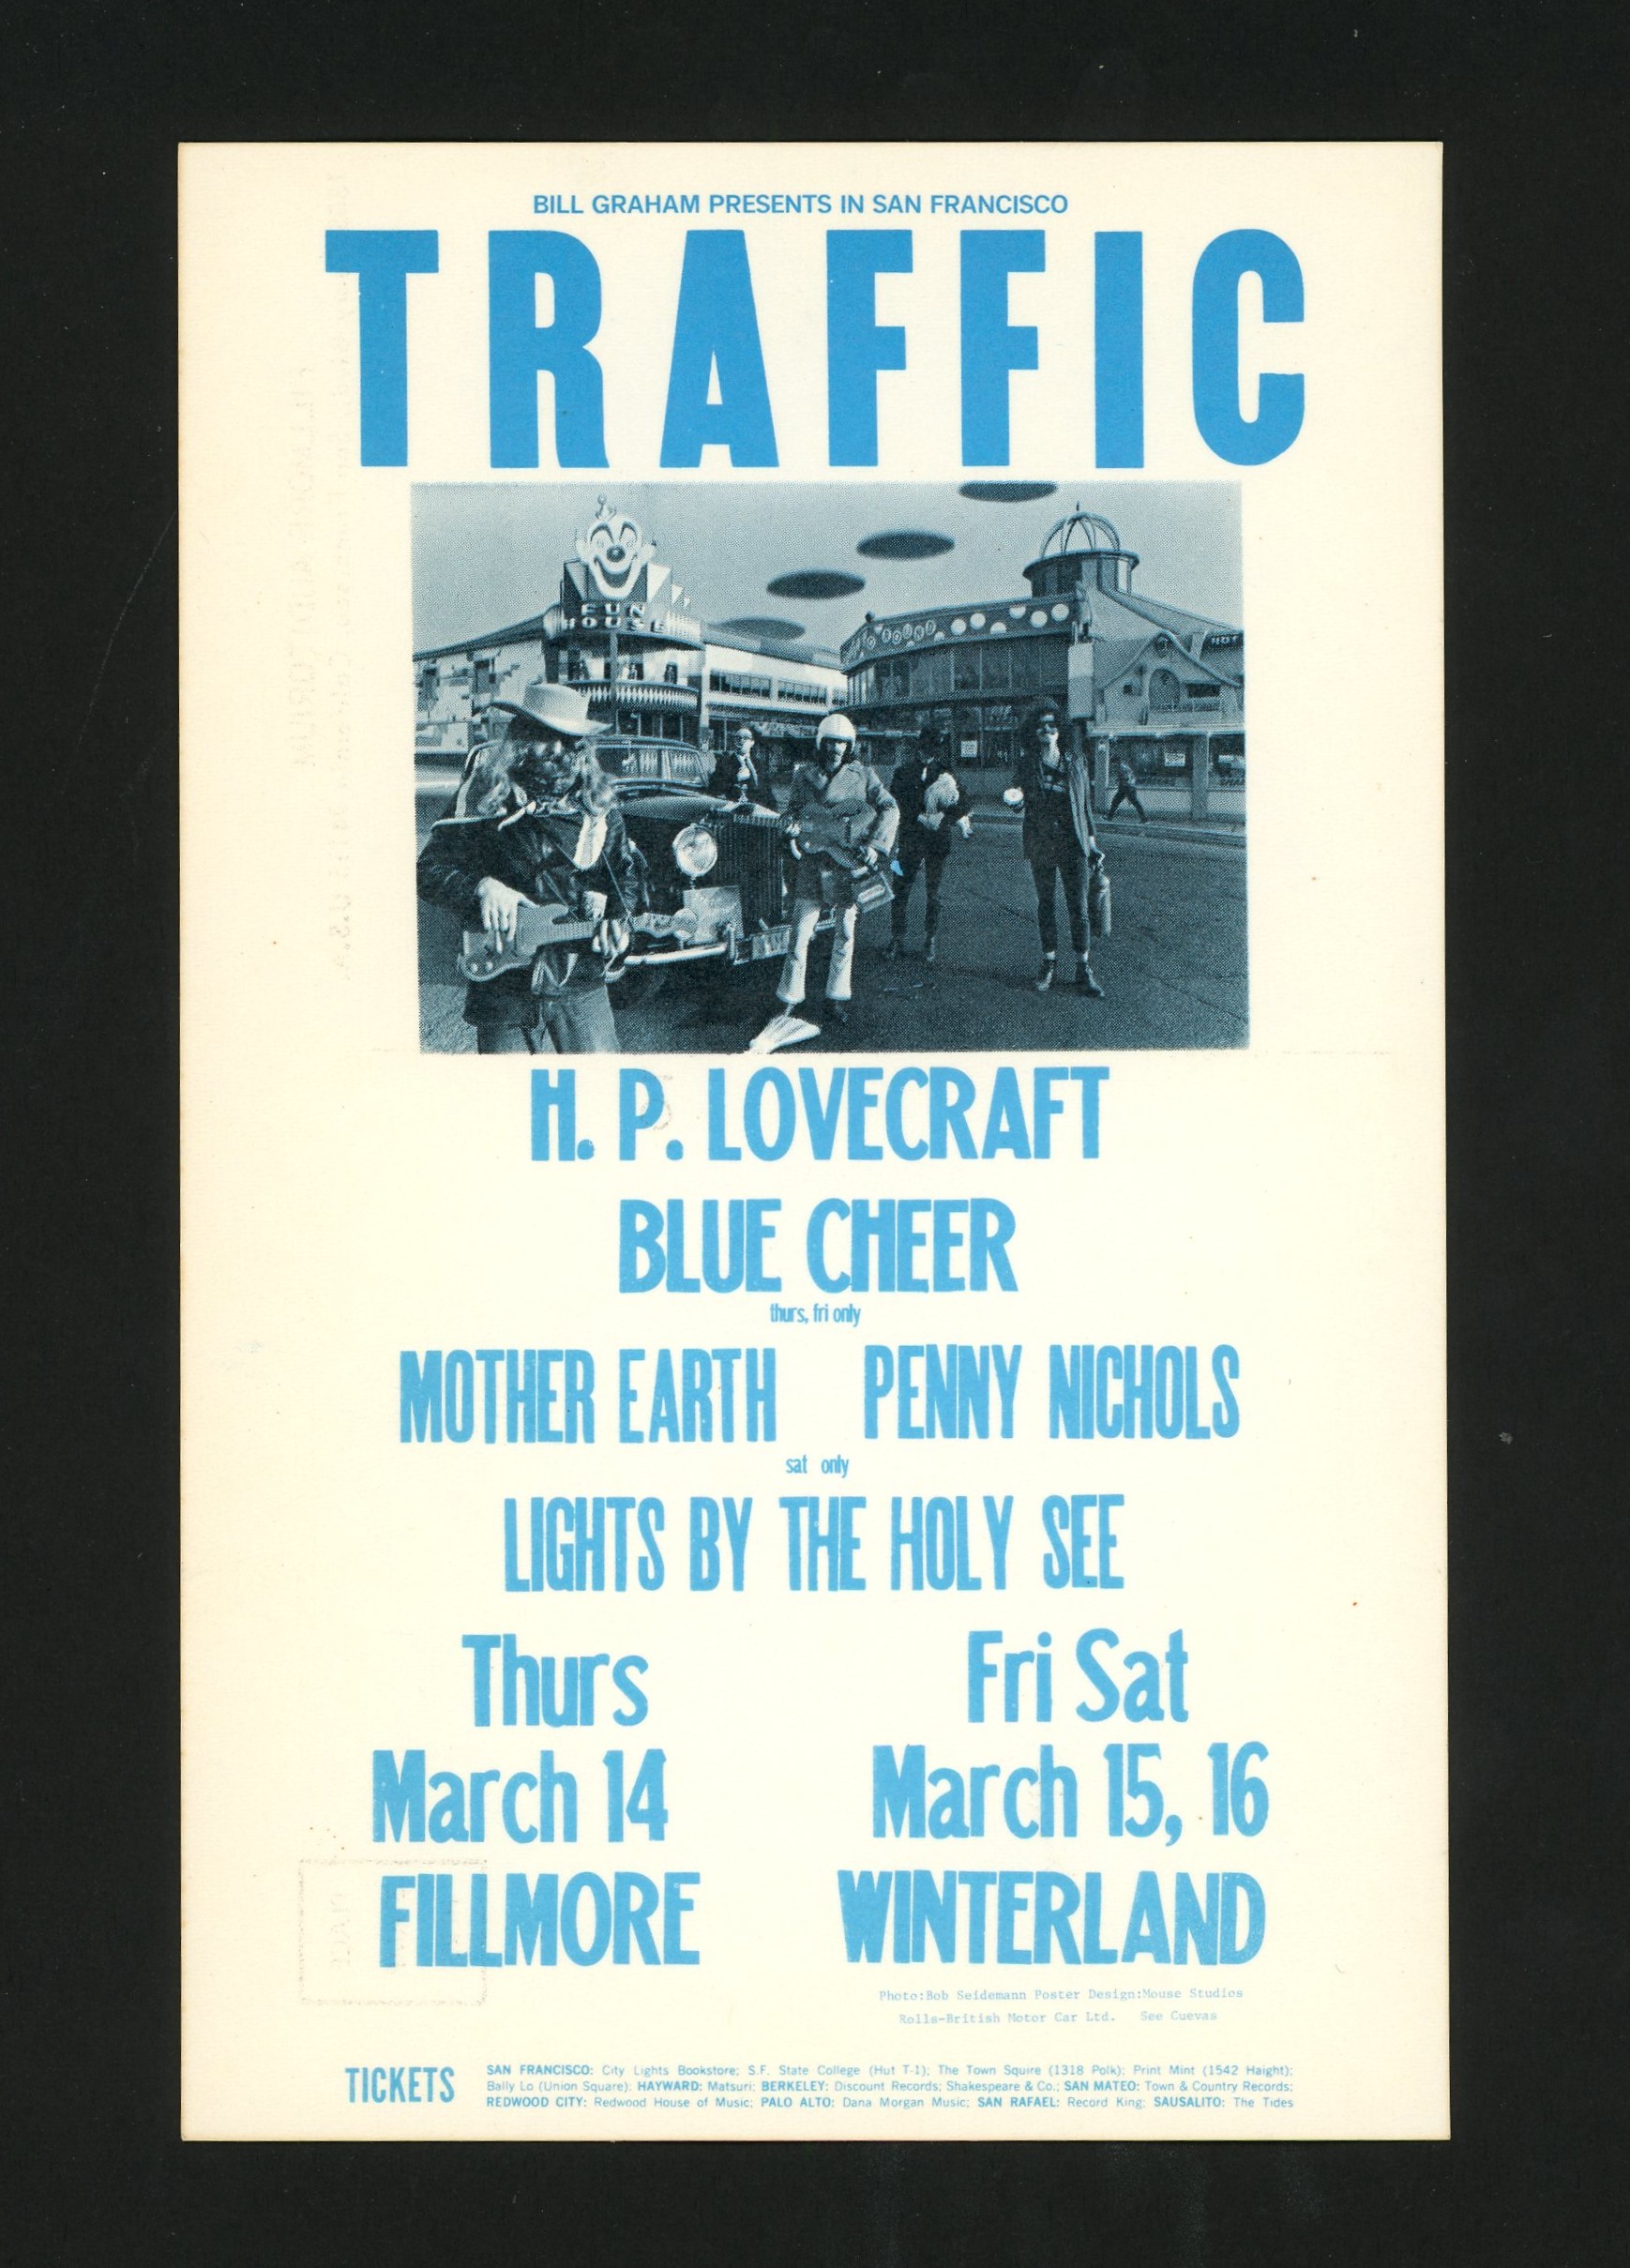 BILL GRAHAM PRESENTS IN SAN FRANCISCO
TRAFFIC
FUN
HOUSE
H. P. LOVECRAFT
BLUE CHEER
thurs, fri only
MOTHER EARTH PENNY NICHOLS
sat only
LIGHTS BY THE HOLY SEE
Thurs Fri Sat
March 14 March 15, 16
FILLMORE WINTERLAND
Photo:Bob Seidemann Poster Design:Mouse Studios
Rolls-British Motor Car Ltd. See Cuevas
TICKETS
SAN FRANCISCO: City Lights Bookstore; S.F. State College (Hut T-1); The Town Squire (1318 Polk); Print Mint (1542 Haight);
Bally Lo (Union Square). HAYWARD: Matsuri; BERKELEY: Discount Records; Shakespeare & Co.; SAN MATEO: Town & Country Records;
REDWOOD CITY: Redwood House of Music; PALO ALTO: Dana Morgan Music; SAN RAFAEL: Record King; SAUSALITO: The Tides